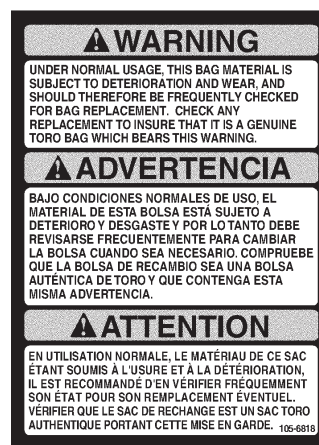 WARNING
UNDER NORMAL USAGE, THIS BAG MATERIAL IS
SUBJECT TO DETERIORATION AND WEAR, AND
SHOULD THEREFORE BE FREQUENTLY CHECKED
FOR BAG REPLACEMENT. CHECK ANY
REPLACEMENT TO INSURE THAT IT IS A GENUINE
TORO BAG WHICH BEARS THIS WARNING.
ADVERTENCIA
BAJO CONDICIONES NORMALES DE USO, EL
MATERIAL DE ESTA BOLSA ESTÁ SUJETO A
DETERIORO Y DESGASTE Y POR LO TANTO DEBE
REVISARSE FRECUENTEMENTE PARA CAMBIAR
LA BOLSA CUANDO SEA NECESARIO. COMPRUEBE
QUE LA BOLSA DE RECAMBIO SEA UNA BOLSA
AUTÉNTICA DE TORO Y QUE CONTENGA ESTA
MISMA ADVERTENCIA.
ATTENTION
EN UTILISATION NORMALE, LE MATÉRIAU DE CE SAC
ÉTANT SOUMIS À L'USURE ET À LA DÉTÉRIORATION,
IL EST RECOMMANDÉ D'EN VÉRIFIER FRÉQUEMMENT
SON ÉTAT POUR SON REMPLACEMENT ÉVENTUEL.
VÉRIFIER QUE LE SAC DE RECHANGE EST UN SAC TORO
AUTHENTIQUE PORTANT CETTE MISE EN GARDE. 105-6818